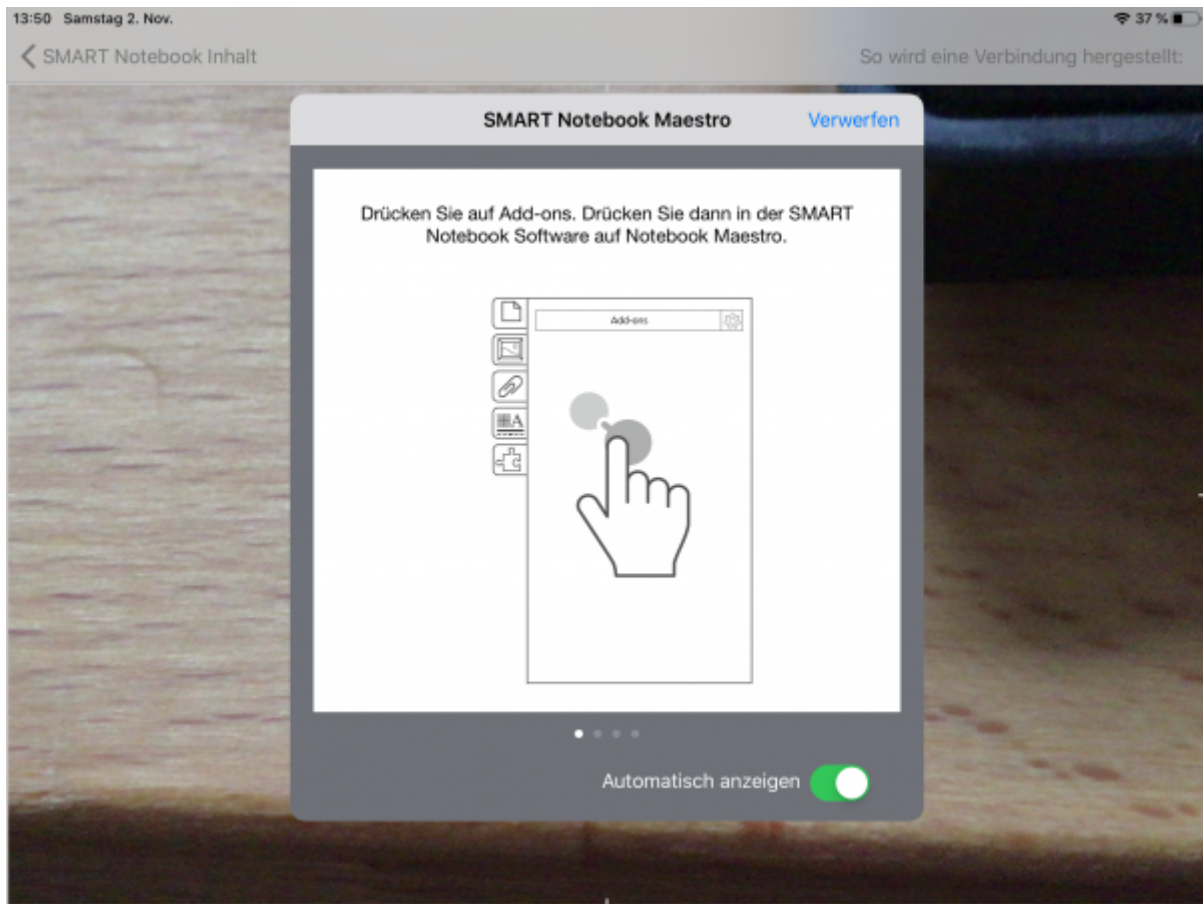 13:50 Samstag 2. Nov.
37 %
SMART Notebook Inhalt
So wird eine Verbindung hergestellt:
SMART Notebook Maestro
Verwerfen
Drücken Sie auf Add-ons. Drücken Sie dann in der SMART
Notebook Software auf Notebook Maestro.
Add-ons
A
Automatisch anzeigen